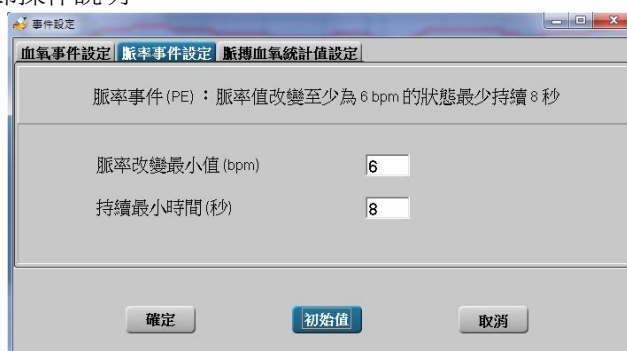 事件設定
血氧事件設定 脈率事件設定 脈搏血氧統計值設定
脈率事件(PE)：脈率值改變至少為 6 bpm 的狀態最少持續 8 秒
脈率改變最小值(bpm) 6
持續最小時間(秒) 8
確定 初始值 取消